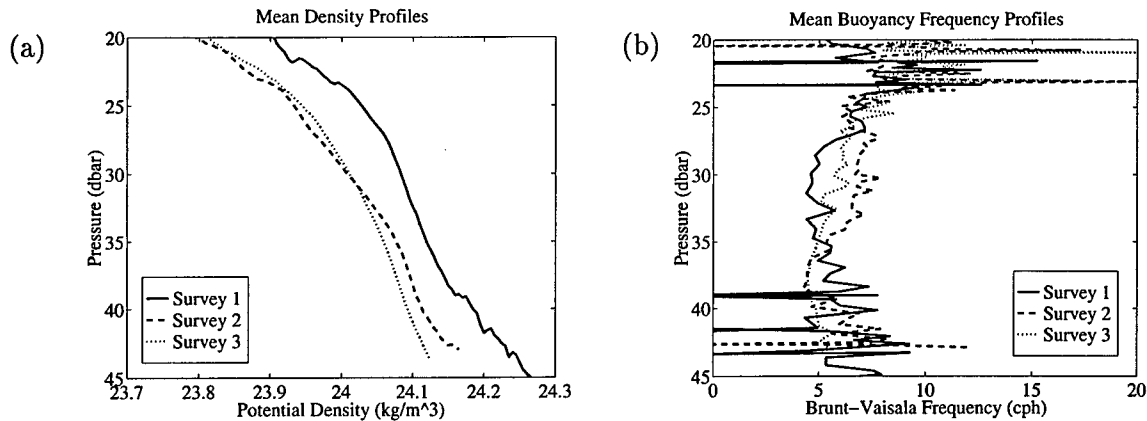 (a)
Mean Density Profiles
Pressure (dbar)
20
25
30
35
40
45
Survey 1
Survey 2
Survey 3
23.7 23.8 23.9 24 24.1 24.2 24.3
Potential Density (kg/m^3)
(b)
Mean Buoyancy Frequency Profiles
Pressure (dbar)
20
25
30
35
40
45
Survey 1
Survey 2
Survey 3
0 5 10 15 20
Brunt-Vaisala Frequency (cph)